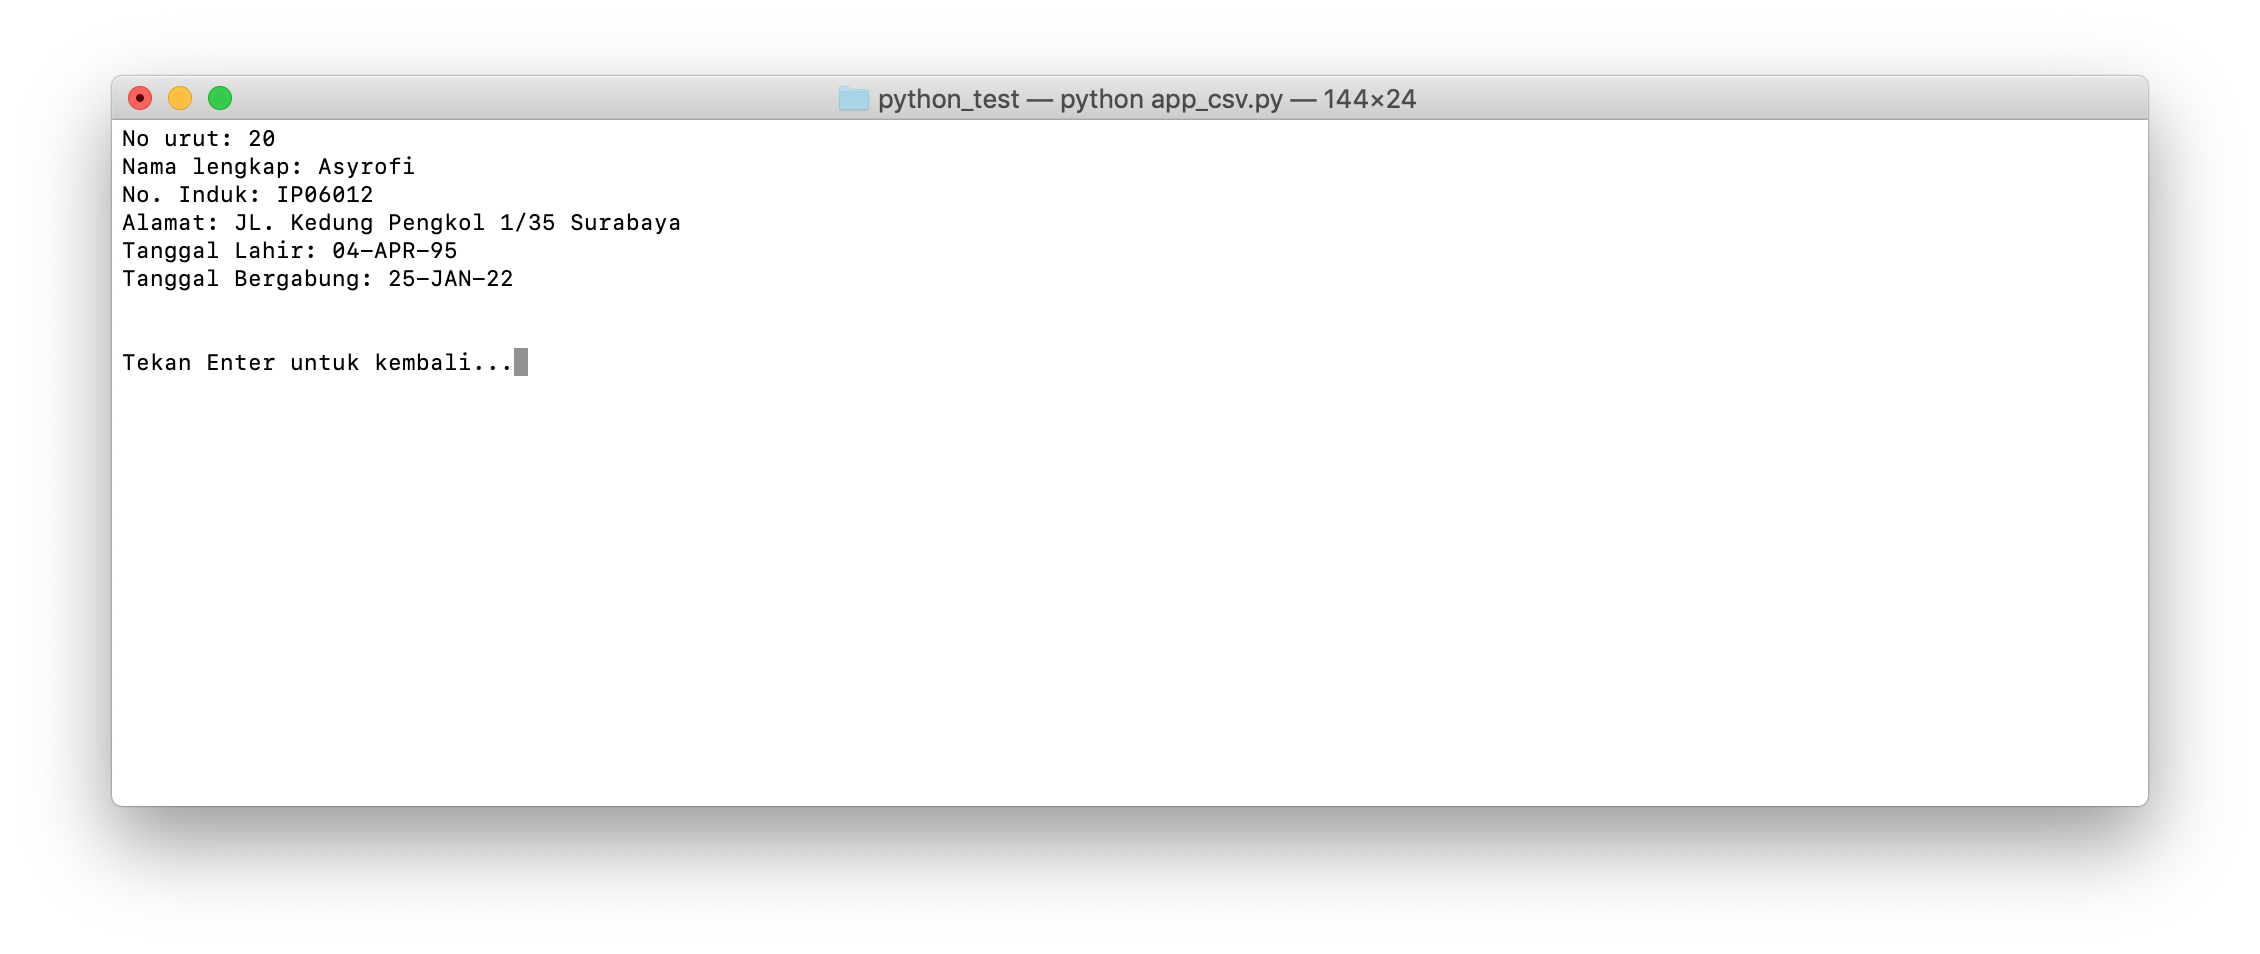 python_test — python app_csv.py — 144×24
No urut: 20
Nama lengkap: Asyrofi
No. Induk: IP06012
Alamat: JL. Kedung Pengkol 1/35 Surabaya
Tanggal Lahir: 04-APR-95
Tanggal Bergabung: 25-JAN-22
Tekan Enter untuk kembali...